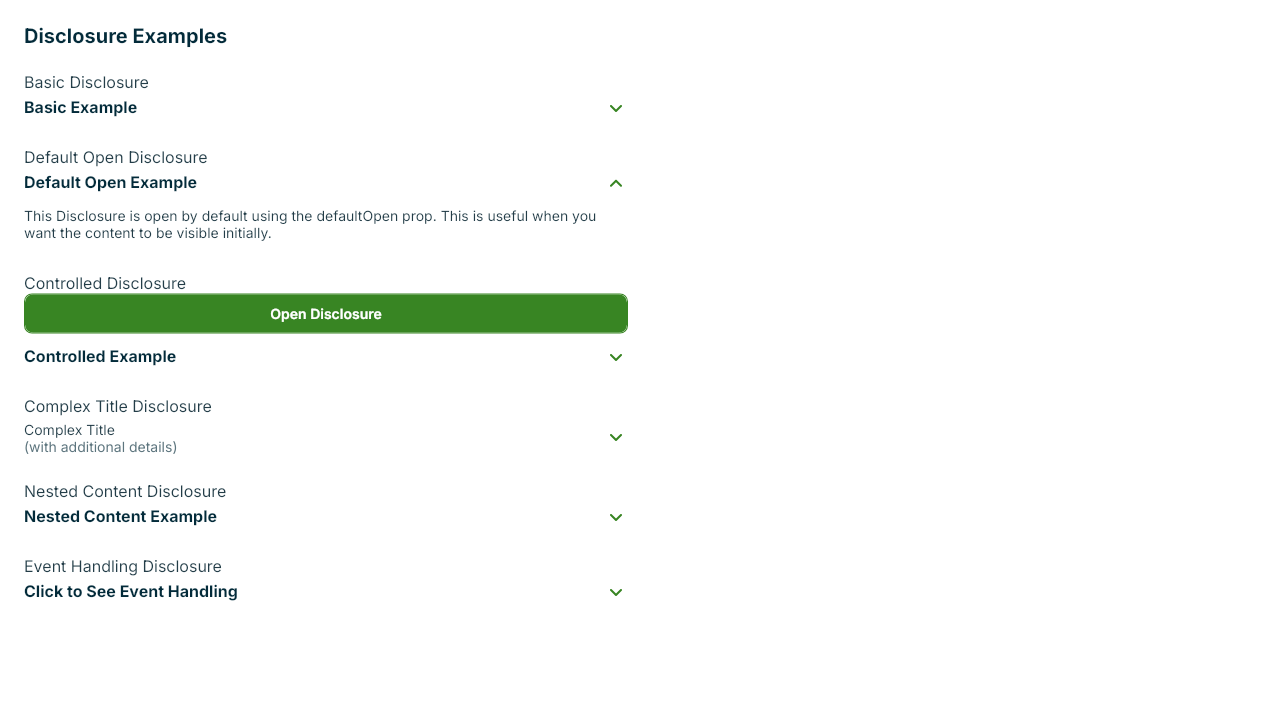 Disclosure Examples
Basic Disclosure
Basic Example
Default Open Disclosure
Default Open Example
This Disclosure is open by default using the defaultOpen prop. This is useful when you
want the content to be visible initially.
Controlled Disclosure
Open Disclosure
Controlled Example
Complex Title Disclosure
Complex Title
(with additional details)
Nested Content Disclosure
Nested Content Example
Event Handling Disclosure
Click to See Event Handling